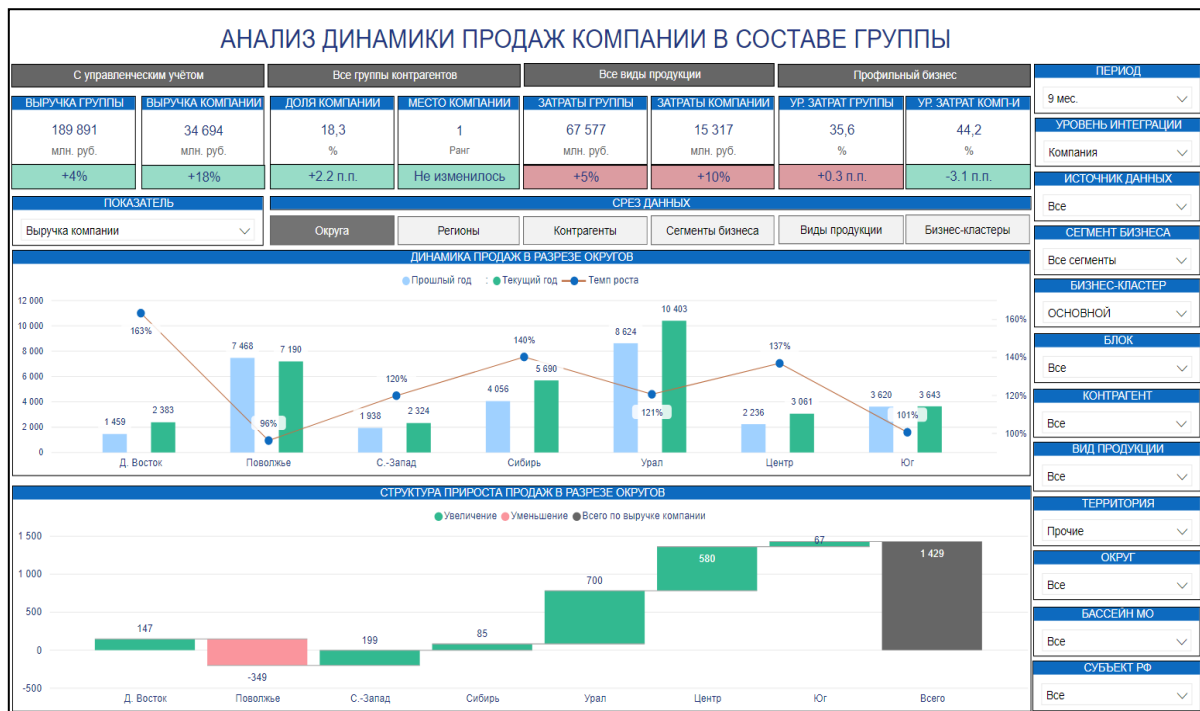 АНАЛИЗ ДИНАМИКИ ПРОДАЖ КОМПАНИИ В СОСТАВЕ ГРУППЫ
С управленческим учётом
Все группы контрагентов
Все виды продукции
Профильный бизнес
ВЫРУЧКА ГРУППЫ
189 891
млн. руб.
+4%
ВЫРУЧКА КОМПАНИИ
34 694
млн. руб.
+18%
ДОЛЯ КОМПАНИИ
18,3
%
+2.2 п.п.
МЕСТО КОМПАНИИ
1
Ранг
Не изменилось
ЗАТРАТЫ ГРУППЫ
67 577
млн. руб.
+5%
ЗАТРАТЫ КОМПАНИИ
15 317
млн. руб.
+10%
УР. ЗАТРАТ ГРУППЫ
35,6
%
+0.3 п.п.
УР. ЗАТРАТ КОМП-И
44,2
%
-3.1 п.п.
ПОКАЗАТЕЛЬ
Выручка компании
СРЕЗ ДАННЫХ
Округа
Регионы
Контрагенты
Сегменты бизнеса
Виды продукции
Бизнес-кластеры
ДИНАМИКА ПРОДАЖ В РАЗРЕЗЕ ОКРУГОВ
Прошлый год : Текущий год Темп роста
12 000
10 000
8 000
6 000
4 000
2 000
0
160%
140%
120%
100%
1 459
2 383
163%
7 468
7 190
96%
1 938
2 324
120%
4 056
5 690
140%
8 624
10 403
121%
2 236
3 061
137%
3 620
3 643
101%
Д. Восток
Поволжье
С.-Запад
Сибирь
Урал
Центр
Юг
СТРУКТУРА ПРИРОСТА ПРОДАЖ В РАЗРЕЗЕ ОКРУГОВ
Увеличение Уменьшение Всего по выручке компании
1 500
1 000
500
0
-500
147
-349
199
85
700
580
67
1 429
Д. Восток
Поволжье
С.-Запад
Сибирь
Урал
Центр
Юг
Всего
ПЕРИОД
9 мес.
УРОВЕНЬ ИНТЕГРАЦИИ
Компания
ИСТОЧНИК ДАННЫХ
Все
СЕГМЕНТ БИЗНЕСА
Все сегменты
БИЗНЕС-КЛАСТЕР
ОСНОВНОЙ
БЛОК
Все
КОНТРАГЕНТ
Все
ВИД ПРОДУКЦИИ
Все
ТЕРРИТОРИЯ
Прочие
ОКРУГ
Все
БАССЕЙН МО
Все
СУБЪЕКТ РФ
Все